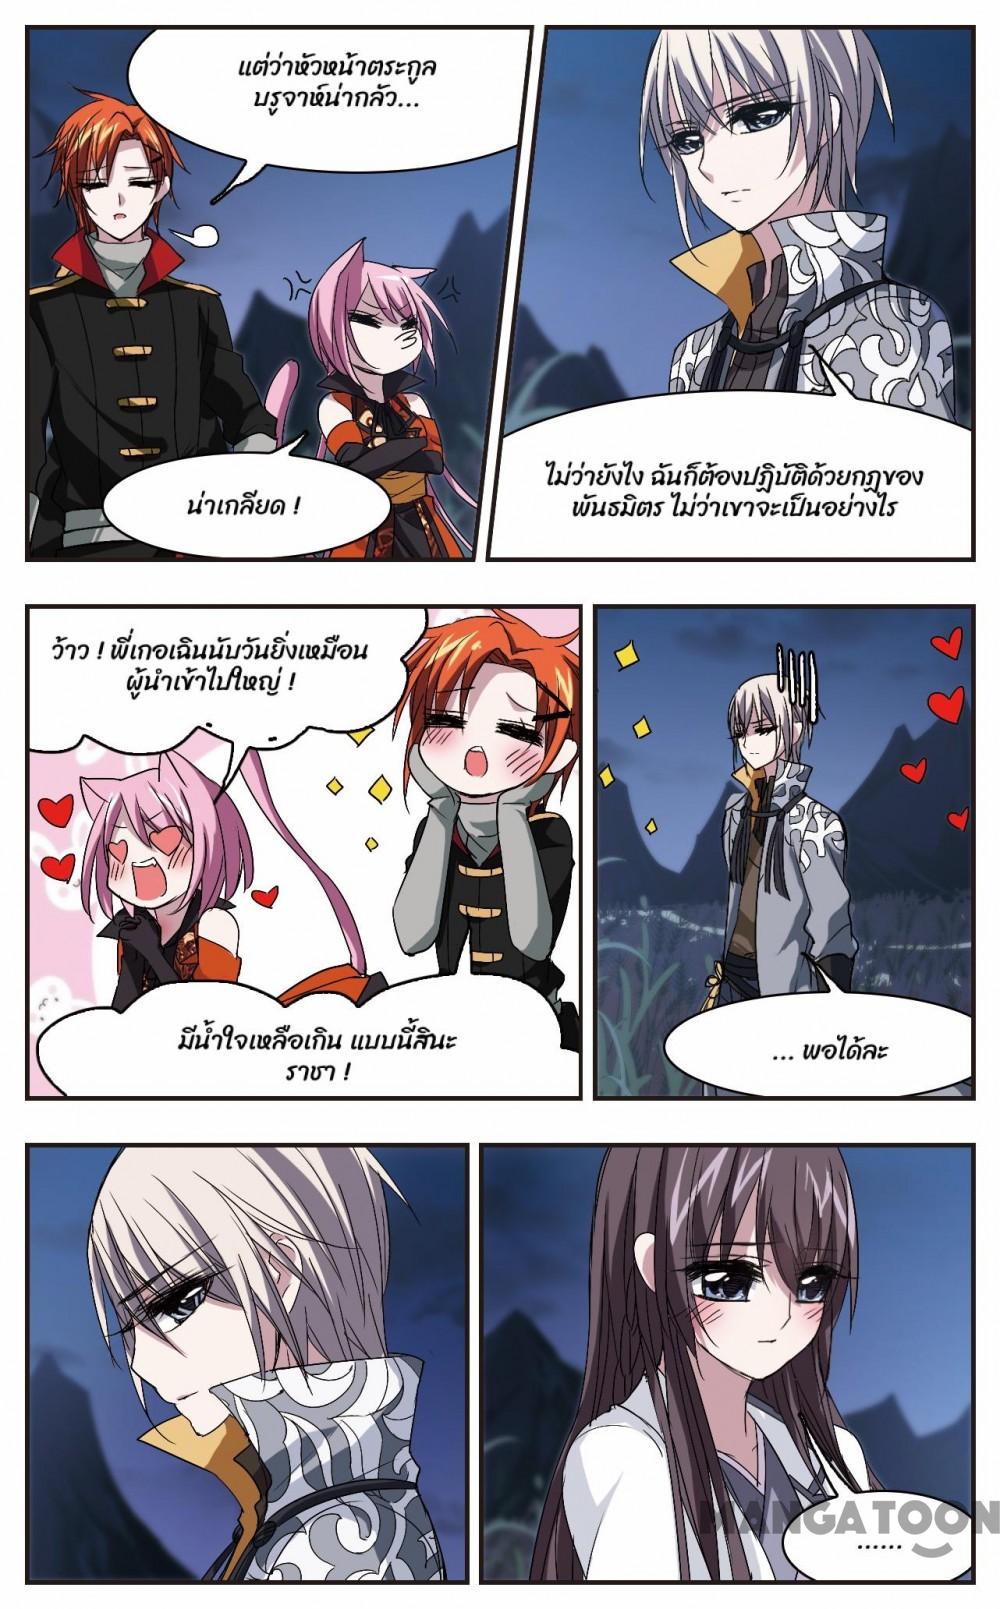 แต่ว่าหัวหน้าตระกูล
บรูจาห์น่ากลัว...
น่าเกลียด !
ไม่ว่ายังไง ฉันก็ต้องปฏิบัติด้วยกฏของ
พันธมิตร ไม่ว่าเขาจะเป็นอย่างไร
ว้าว ! พี่เกอเฉินนับวันยิ่งเหมือน
ผู้นำเข้าไปใหญ่ !
มีน้ำใจเหลือเกิน แบบนี้สินะ
ราชา !
... พอได้ละ
......
MANGATOON